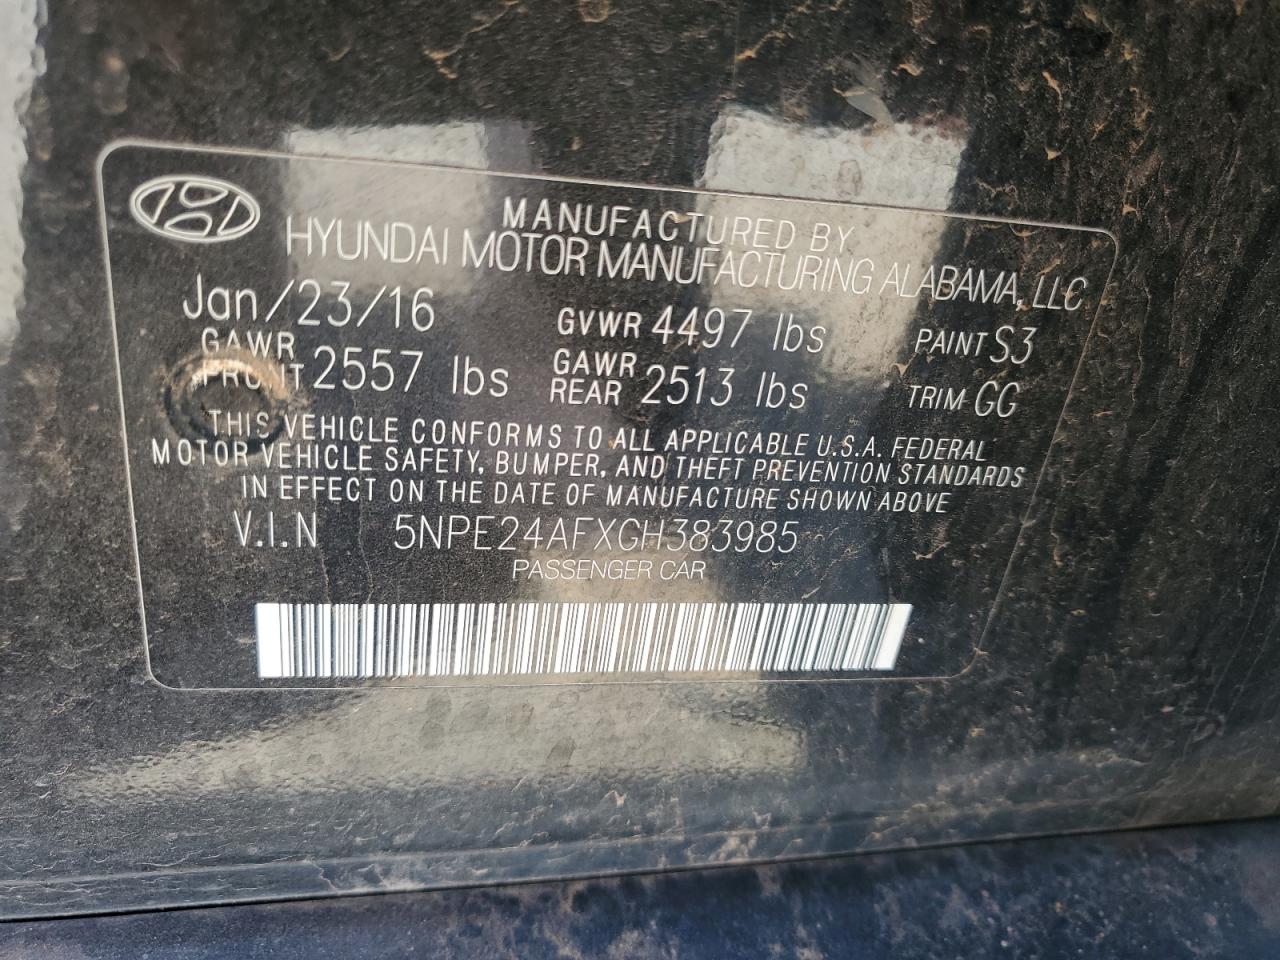 MANUFACTURED BY
HYUNDAI MOTOR MANUFACTURING ALABAMA, LLC
Jan/23/16 GVWR 4497 lbs PAINT S3
GAWR FRONT 2557 lbs GAWR REAR 2513 lbs TRIM GG
THIS VEHICLE CONFORMS TO ALL APPLICABLE U.S.A. FEDERAL
MOTOR VEHICLE SAFETY, BUMPER, AND THEFT PREVENTION STANDARDS
IN EFFECT ON THE DATE OF MANUFACTURE SHOWN ABOVE
V.I.N 5NPE24AFXGH383985
PASSENGER CAR